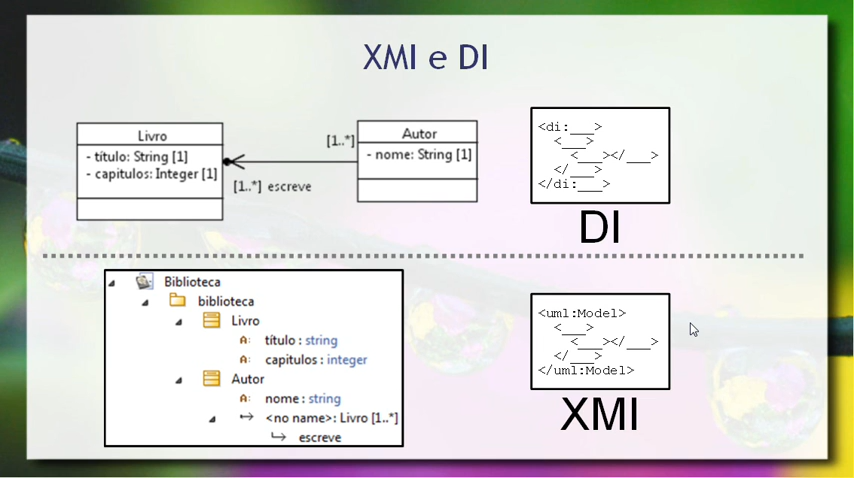 XMI e DI
Livro
- título: String [1]
- capitulos: Integer [1]
[1..*]
[1..*] escreve
Autor
- nome: String [1]
<di:___>
<___>
<___></___>
</___>
</di:___>
DI
Biblioteca
biblioteca
Livro
A: título : string
A: capitulos : integer
Autor
A: nome : string
<no name>: Livro [1..*]
escreve
<uml:Model>
<___>
<___></___>
</___>
</uml:Model>
XMI